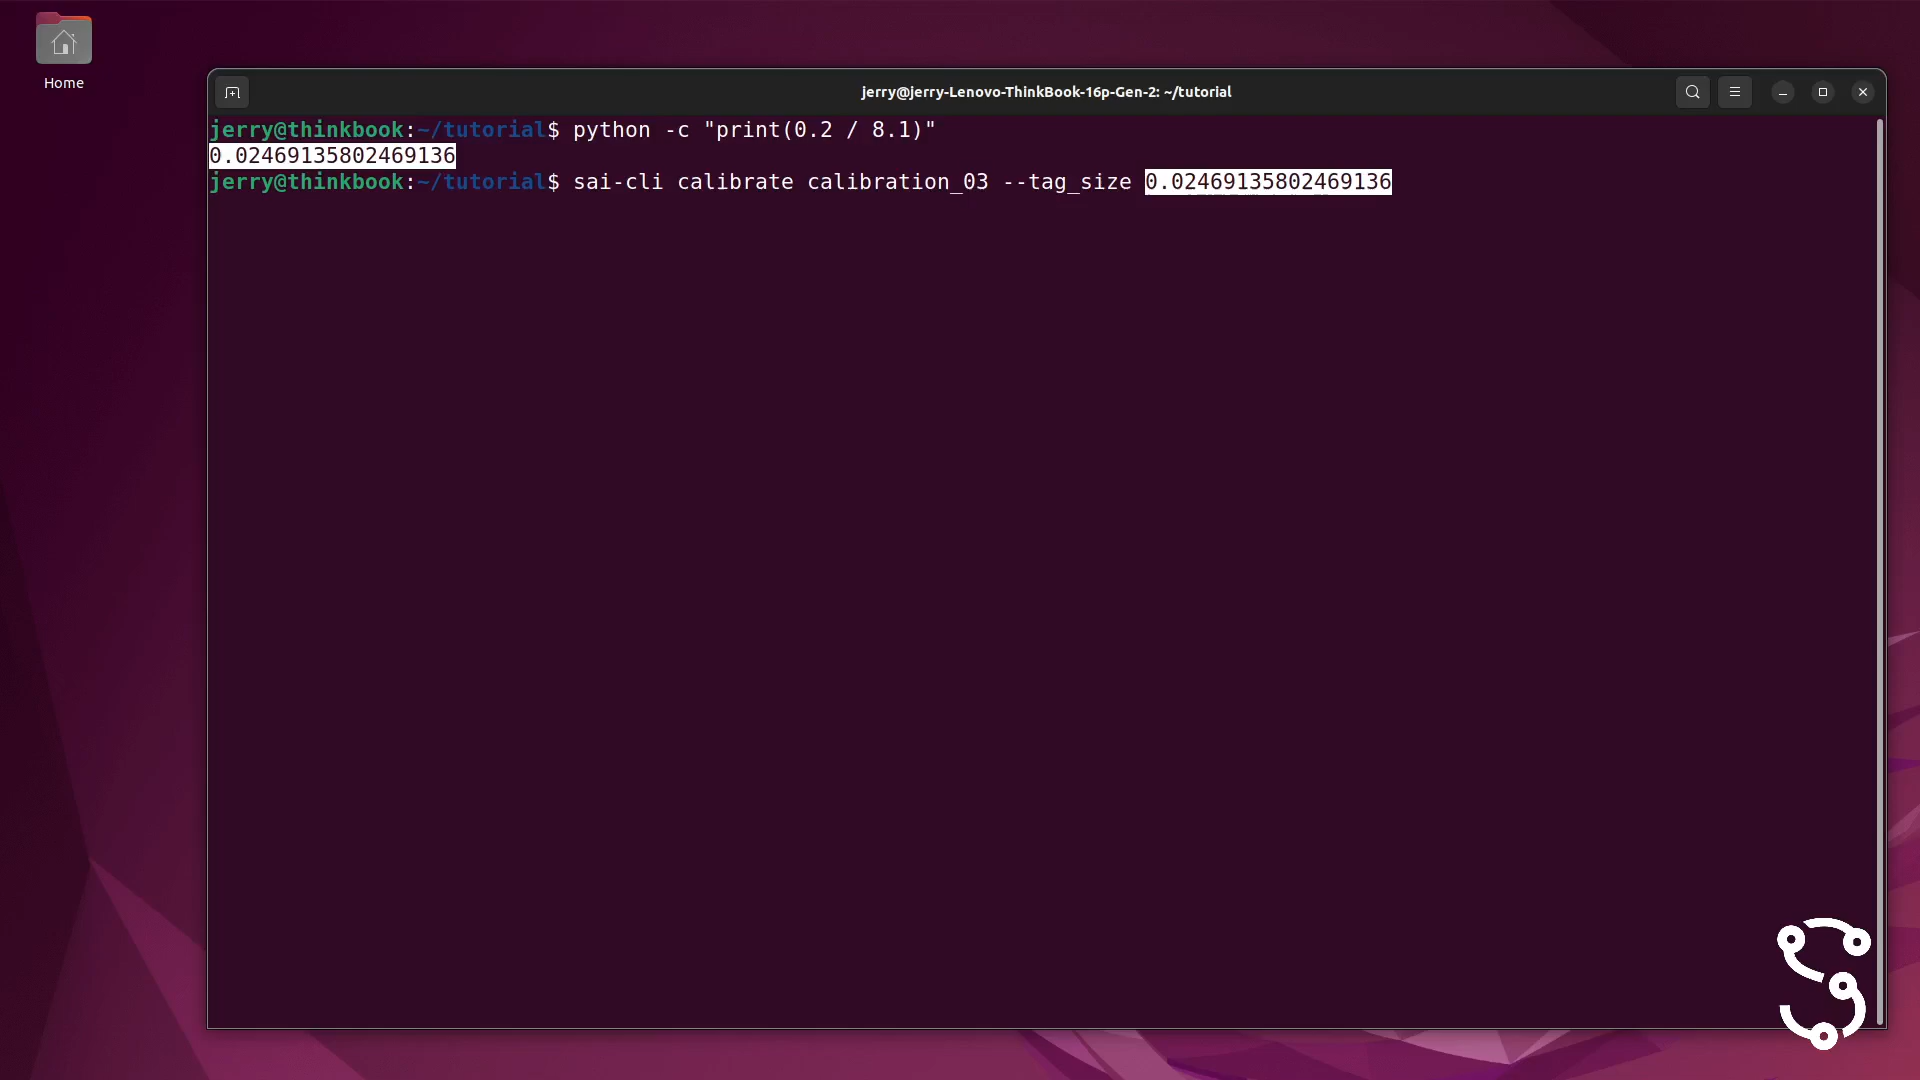 Home
jerry@jerry-Lenovo-ThinkBook-16p-Gen-2: ~/tutorial
jerry@thinkbook:~/tutorial$ python -c "print(0.2 / 8.1)"
0.02469135802469136
jerry@thinkbook:~/tutorial$ sai-cli calibrate calibration_03 --tag_size 0.02469135802469136